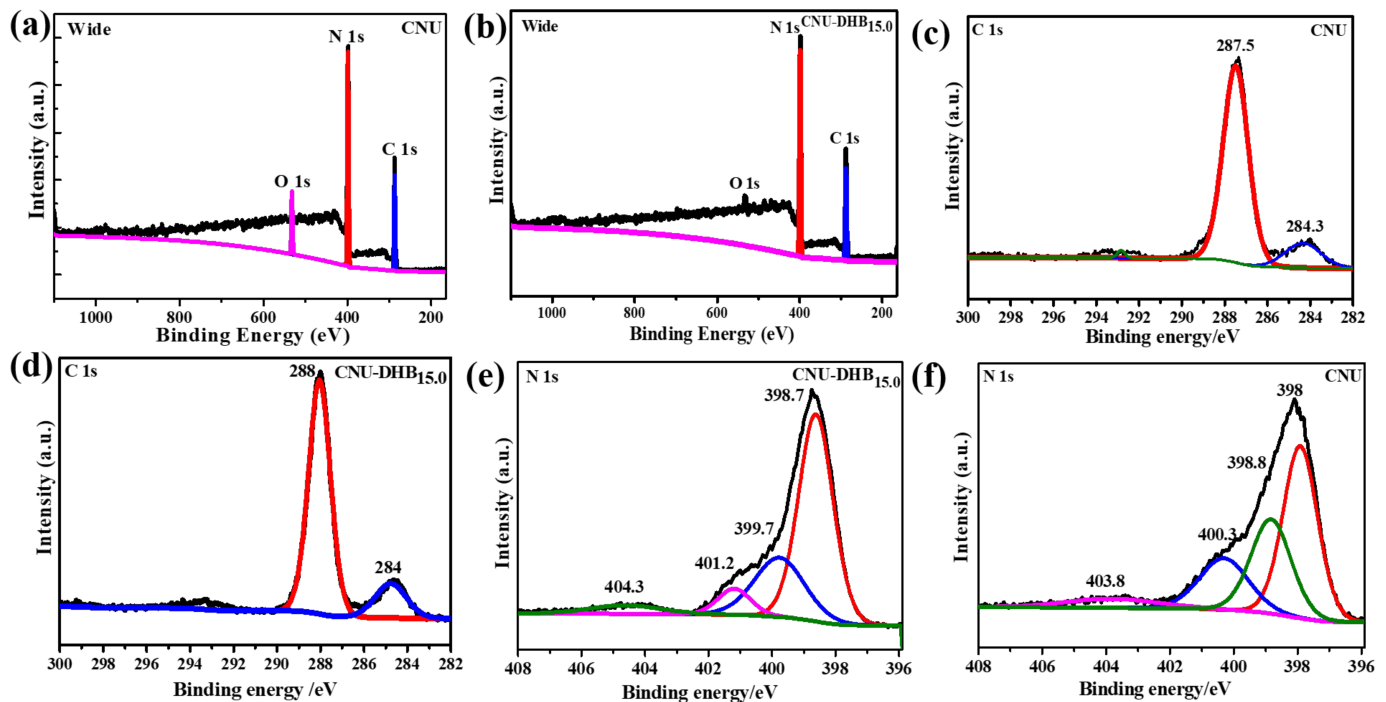 (a)
Wide
CNU
N 1s
C 1s
O 1s
Intensity (a.u.)
1000 800 600 400 200
Binding Energy (eV)
(b)
Wide
N 1s
CNU-DHB15.0
C 1s
O 1s
Intensity (a.u.)
1000 800 600 400 200
Binding Energy (eV)
(c)
C 1s
CNU
287.5
284.3
Intensity (a.u.)
300 298 296 294 292 290 288 286 284 282
Binding energy/eV
(d)
C 1s
CNU-DHB15.0
288
284
Intensity (a.u.)
300 298 296 294 292 290 288 286 284 282
Binding energy /eV
(e)
N 1s
CNU-DHB15.0
398.7
399.7
401.2
404.3
Intensity (a.u.)
408 406 404 402 400 398 396
Binding energy/eV
(f)
N 1s
CNU
398
398.8
400.3
403.8
Intensity (a.u.)
408 406 404 402 400 398 396
Binding energy/eV